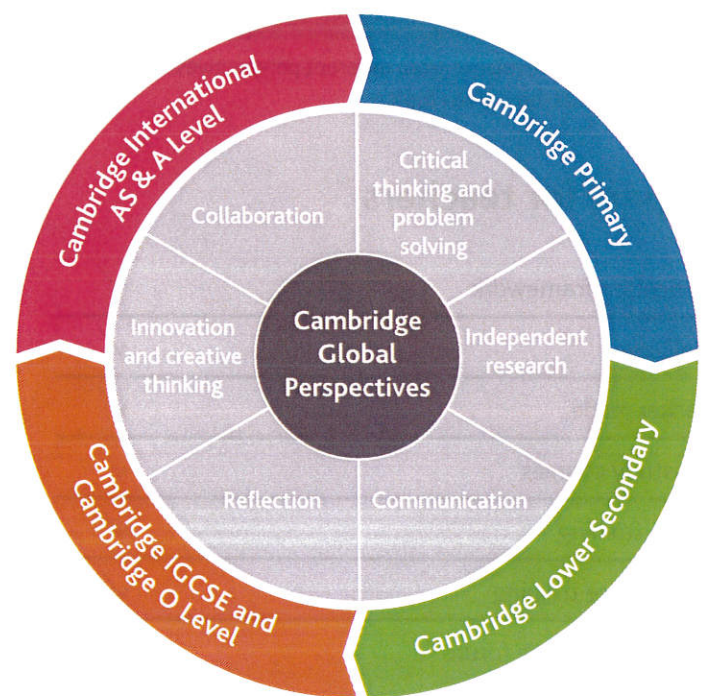 Cambridge International
AS & A Level
Cambridge Primary
Cambridge Lower Secondary
Cambridge IGCSE and
Cambridge O Level
Collaboration
Critical
thinking and
problem
solving
Independent
research
Communication
Reflection
Innovation
and creative
thinking
Cambridge
Global
Perspectives